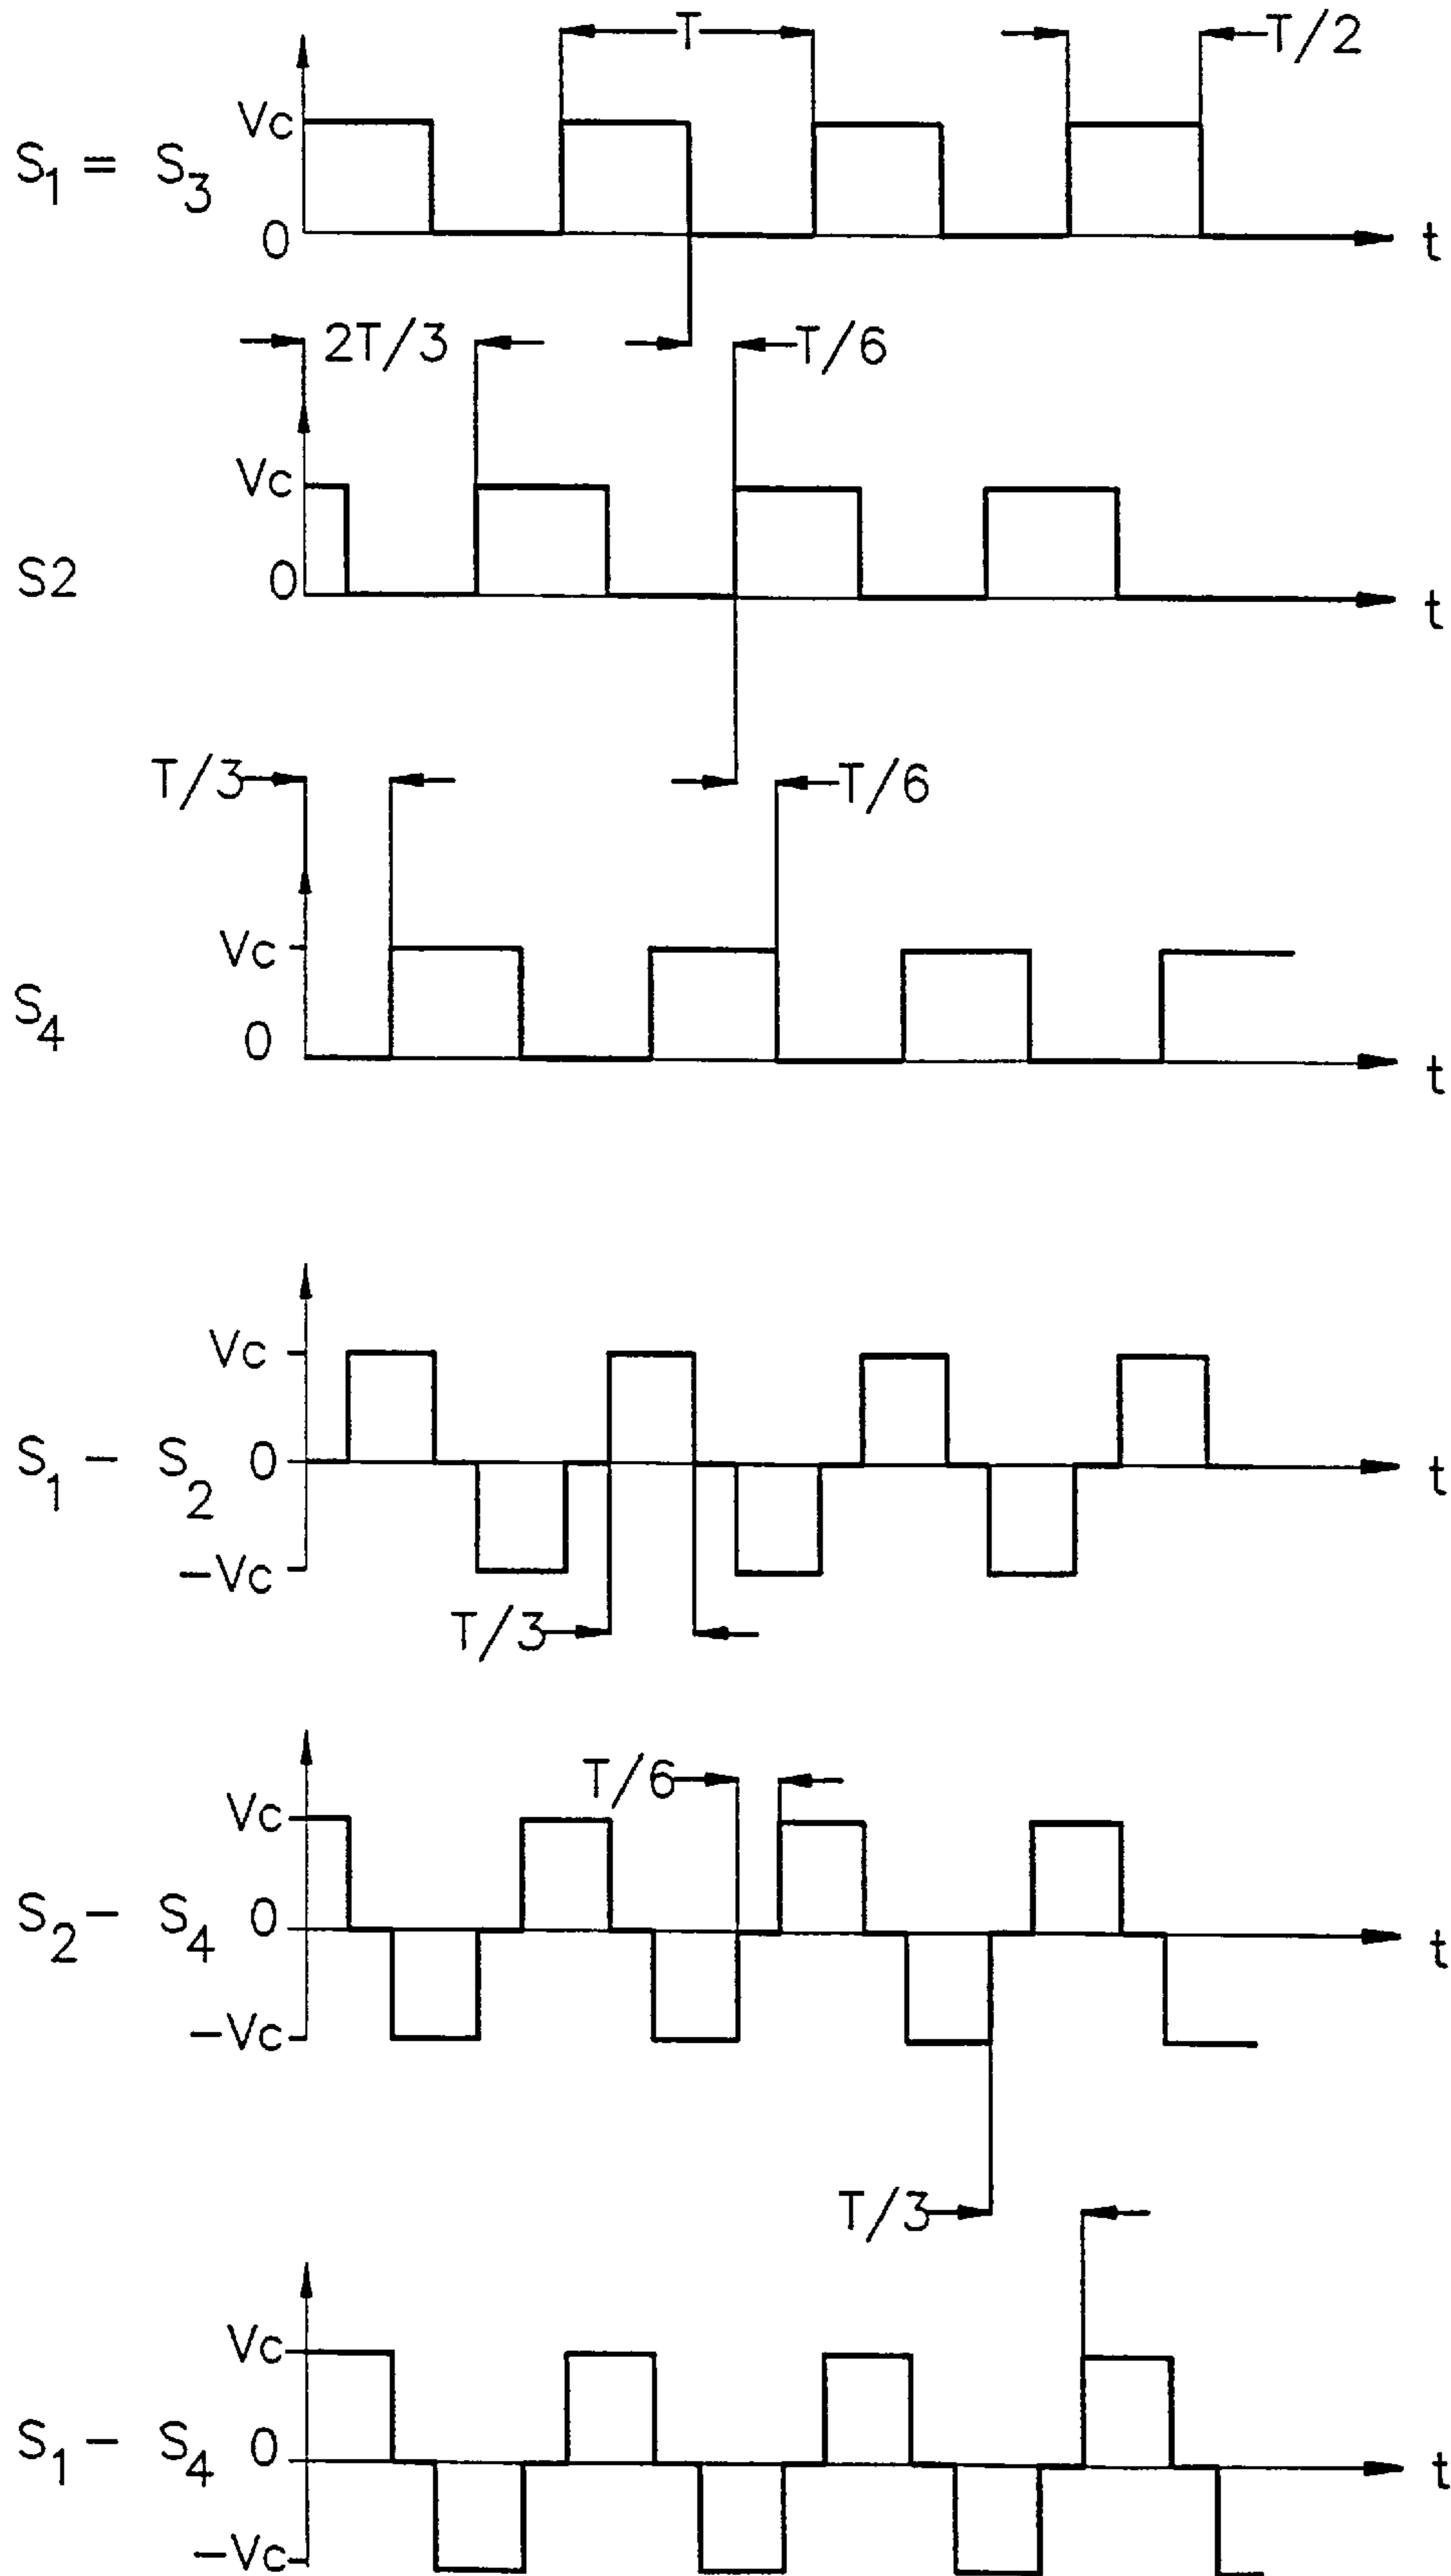 T
T/2
Vc
S1 = S3
0
t
2T/3
T/6
Vc
S2
0
t
T/3
T/6
Vc
S4
0
t
Vc
S1 - S2
0
t
-Vc
T/3
T/6
Vc
S2 - S4
0
t
-Vc
T/3
Vc
S1 - S4
0
t
-Vc